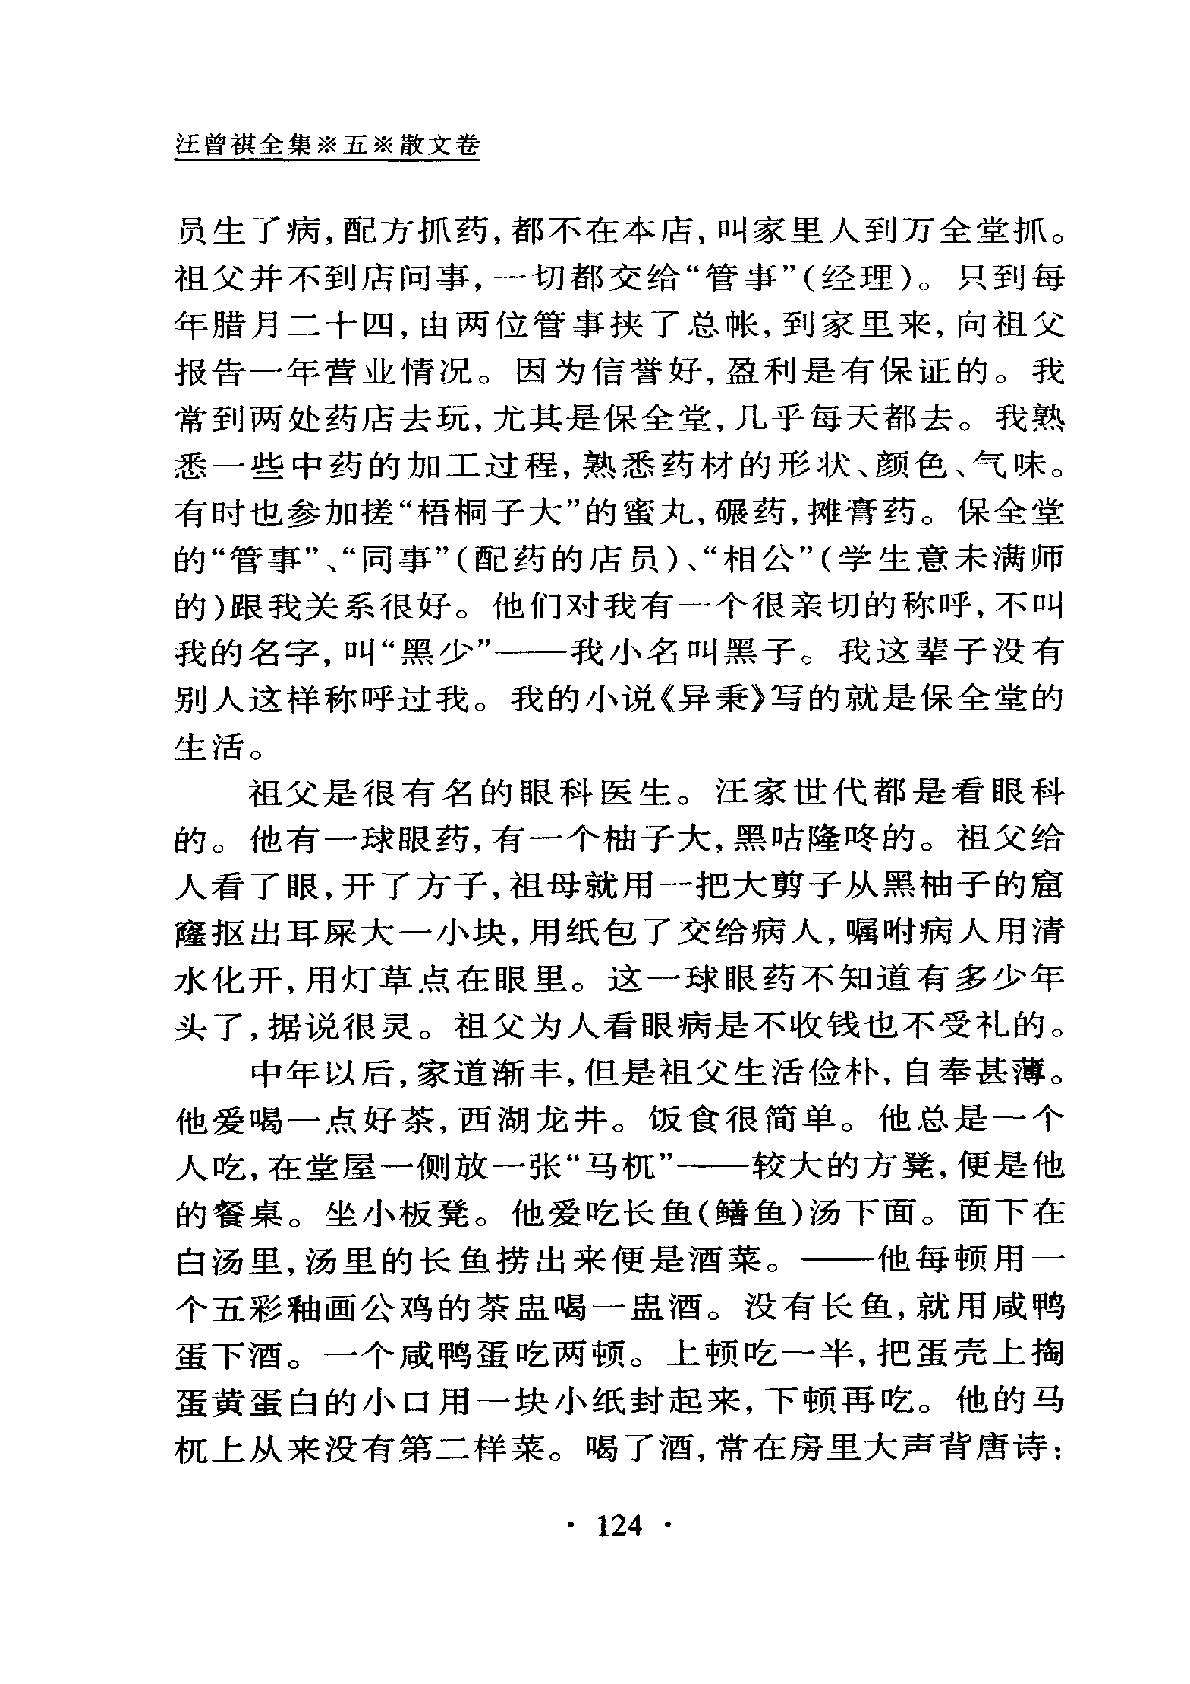 汪曾祺全集※五※散文卷
员生了病,配方抓药,都不在本店,叫家里人到万全堂抓。
祖父并不到店问事,一切都交给“管事”(经理)。只到每
年腊月二十四,由两位管事挟了总帐,到家里来,向祖父
报告一年营业情况。因为信誉好,盈利是有保证的。我
常到两处药店去玩,尤其是保全堂,几乎每天都去。我熟
悉一些中药的加工过程,熟悉药材的形状、颜色、气味。
有时也参加搓“梧桐子大”的蜜丸,碾药,摊膏药。保全堂
的“管事”、“同事”(配药的店员)、“相公”(学生意未满师
的)跟我关系很好。他们对我有一个很亲切的称呼,不叫
我的名字,叫“黑少”——我小名叫黑子。我这辈子没有
别人这样称呼过我。我的小说《异秉》写的就是保全堂的
生活。
祖父是很有名的眼科医生。汪家世代都是看眼科
的。他有一球眼药,有一个柚子大,黑咕隆咚的。祖父给
人看了眼,开了方子,祖母就用一把大剪子从黑柚子的窟
窿抠出耳屎大一小块,用纸包了交给病人,嘱咐病人用清
水化开,用灯草点在眼里。这一球眼药不知道有多少年
头了,据说很灵。祖父为人看眼病是不收钱也不受礼的。
中年以后,家道渐丰,但是祖父生活俭朴,自奉甚薄。
他爱喝一点好茶,西湖龙井。饭食很简单。他总是一个
人吃,在堂屋一侧放一张“马杌”——较大的方凳,便是他
的餐桌。坐小板凳。他爱吃长鱼(鳝鱼)汤下面。面下在
白汤里,汤里的长鱼捞出来便是酒菜。——他每顿用一
个五彩釉画公鸡的茶盅喝一盅酒。没有长鱼,就用咸鸭
蛋下酒。一个咸鸭蛋吃两顿。上顿吃一半,把蛋壳上掏
蛋黄蛋白的小口用一块小纸封起来,下顿再吃。他的马
杌上从来没有第二样菜。喝了酒,常在房里大声背唐诗:
· 124 ·